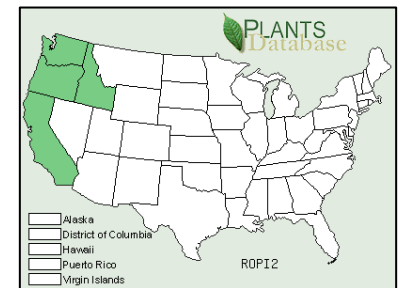 PLANTS
Database
Alaska
District of Columbia
Hawaii
Puerto Rico
Virgin Islands
ROPI2